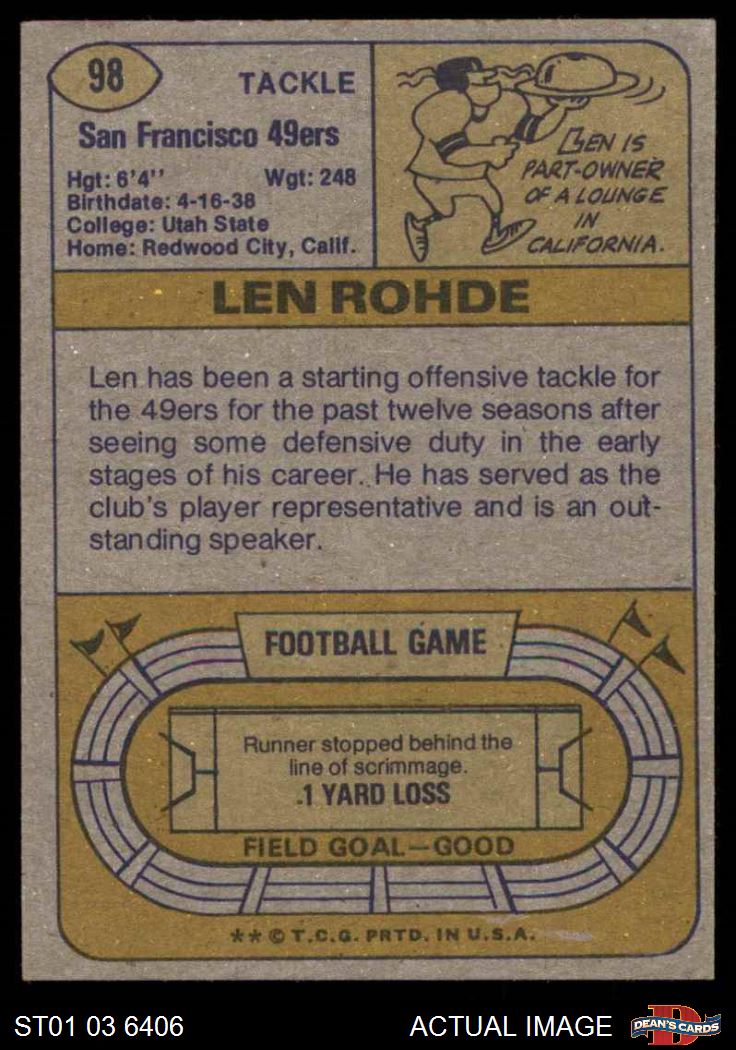 98
TACKLE
San Francisco 49ers
Hgt: 6'4'' Wgt: 248
Birthdate: 4-16-38
College: Utah State
Home: Redwood City, Calif.
LEN IS
PART-OWNER
OF A LOUNGE
IN
CALIFORNIA.
LEN ROHDE
Len has been a starting offensive tackle for
the 49ers for the past twelve seasons after
seeing some defensive duty in the early
stages of his career. He has served as the
club's player representative and is an out-
standing speaker.
FOOTBALL GAME
Runner stopped behind the
line of scrimmage.
.1 YARD LOSS
FIELD GOAL—GOOD
** © T.C.G. PRTD. IN U.S.A.
ST01 03 6406
ACTUAL IMAGE
D
DEAN'S CARDS